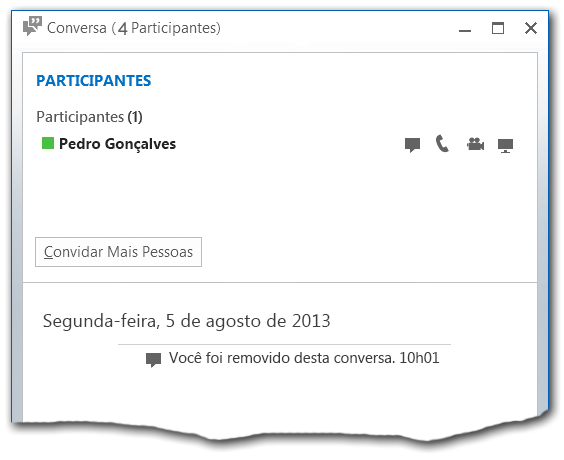 Conversa (4 Participantes)
PARTICIPANTES
Participantes (1)
Pedro Gonçalves
Convidar Mais Pessoas
Segunda-feira, 5 de agosto de 2013
Você foi removido desta conversa. 10h01